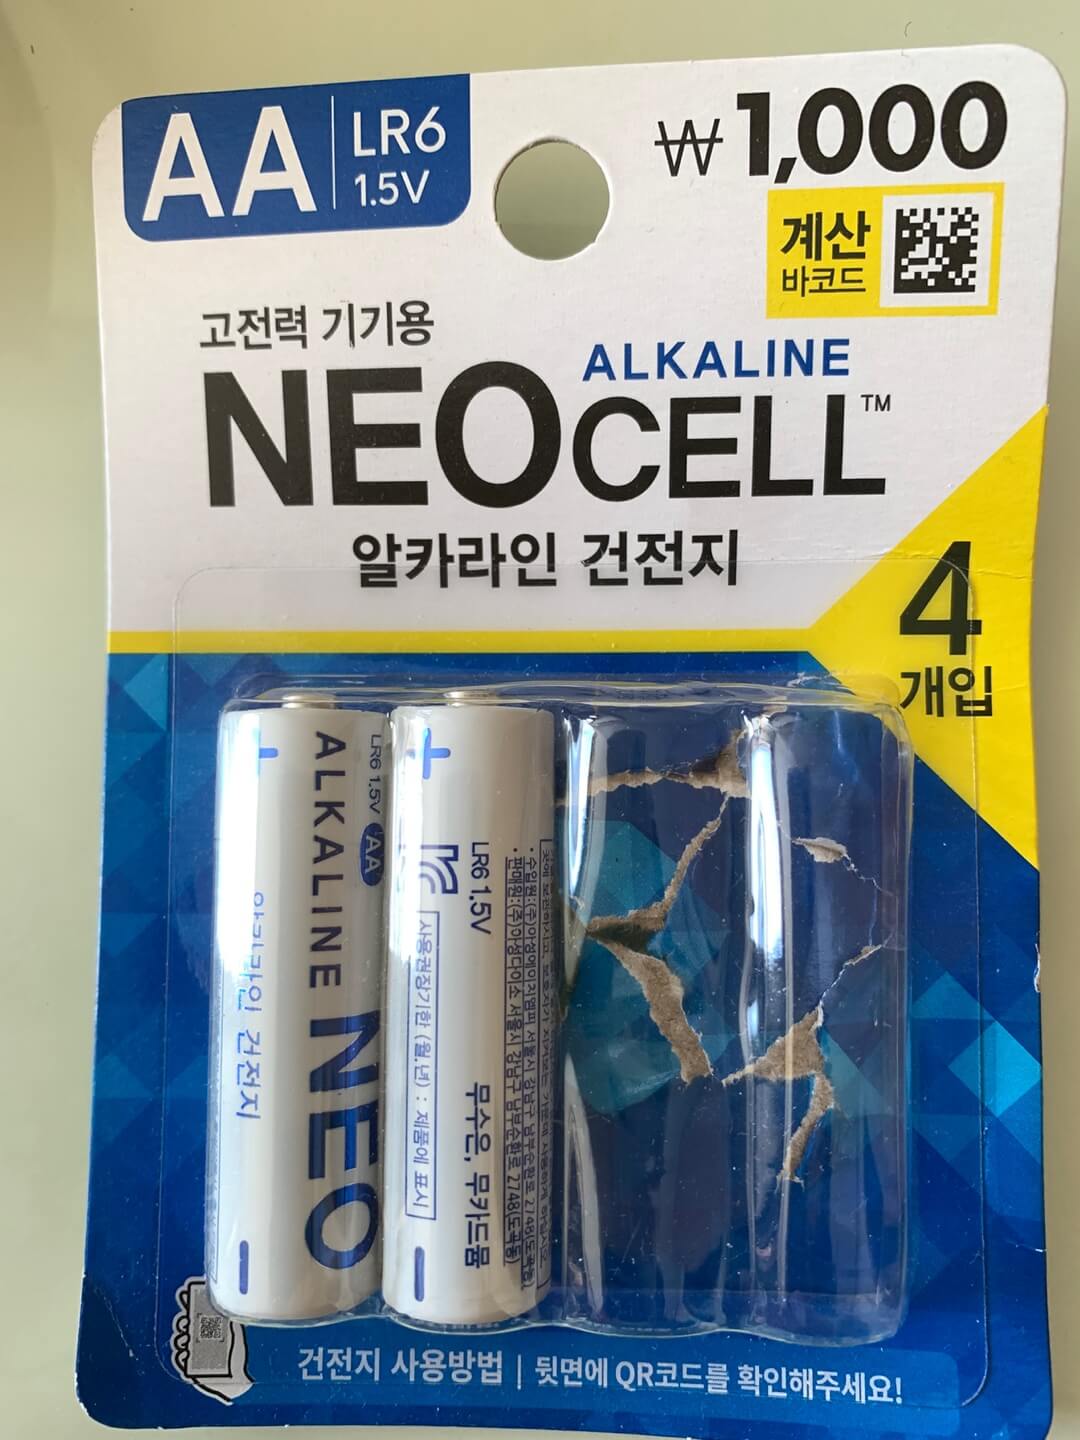 AA
LR6
1.5V
₩1,000
계산
바코드
고전력 기기용
ALKALINE
NEOCELL™
알카라인 건전지
4
개입
+
ALKALINE NEO
LR6 1.5V AA
알카라인 건전지
-
+
LR6 1.5V
무수은, 무카드뮴
사용권장기한 (월.년) : 제품에 표시
-
건전지 사용방법 | 뒷면에 QR코드를 확인해주세요!